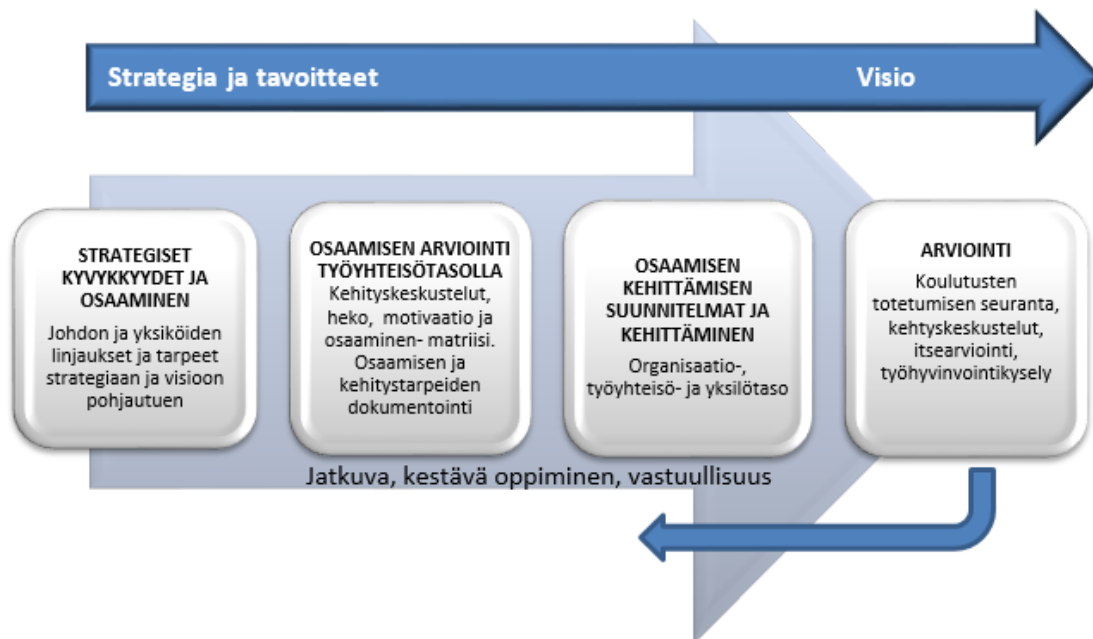 Strategia ja tavoitteet
Visio
STRATEGISET
KYVYKKYYDET JA
OSAAMINEN
Johdon ja yksiköiden
linjaukset ja tarpeet
strategiaan ja visioon
pohjautuen
OSAAMISEN ARVIOINTI
TYÖYHTEISÖTASOLLA
Kehityskeskustelut,
heko, motivaatio ja
osaaminen- matriisi.
Osaamisen ja
kehitystarpeiden
dokumentointi
OSAAMISEN
KEHITTÄMISEN
SUUNNITELMAT JA
KEHITTÄMINEN
Organisaatio-,
työyhteisö- ja yksilötaso
ARVIOINTI
Koulutusten
totetumisen seuranta,
kehtyskeskustelut,
itsearviointi,
työhyvinvointikysely
Jatkuva, kestävä oppiminen, vastuullisuus